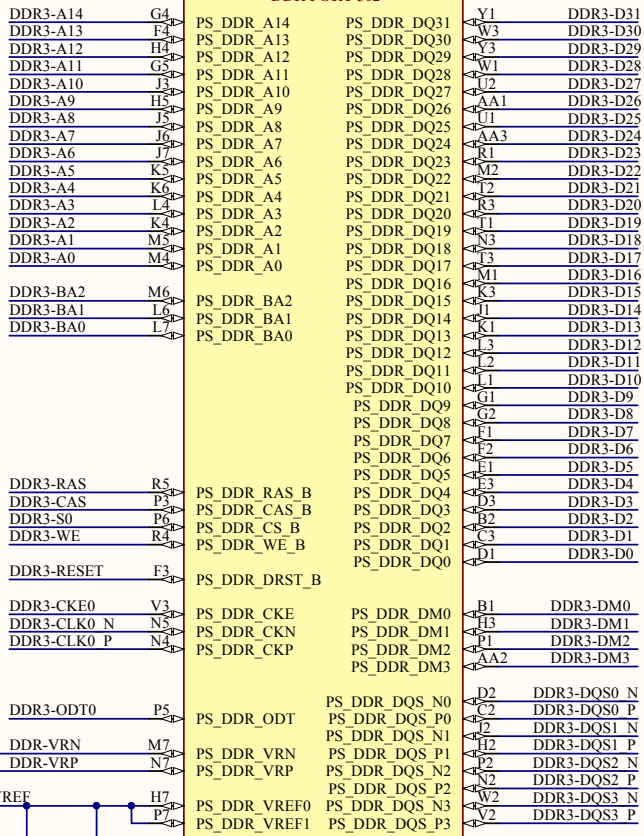 DDR3-A14 G4 PS_DDR_A14 PS_DDR_DQ31 Y1 DDR3-D31
DDR3-A13 F4 PS_DDR_A13 PS_DDR_DQ30 W3 DDR3-D30
DDR3-A12 H4 PS_DDR_A12 PS_DDR_DQ29 Y3 DDR3-D29
DDR3-A11 G5 PS_DDR_A11 PS_DDR_DQ28 W1 DDR3-D28
DDR3-A10 J3 PS_DDR_A10 PS_DDR_DQ27 U2 DDR3-D27
DDR3-A9 H5 PS_DDR_A9 PS_DDR_DQ26 AA1 DDR3-D26
DDR3-A8 J5 PS_DDR_A8 PS_DDR_DQ25 U1 DDR3-D25
DDR3-A7 J6 PS_DDR_A7 PS_DDR_DQ24 AA3 DDR3-D24
DDR3-A6 J7 PS_DDR_A6 PS_DDR_DQ23 R1 DDR3-D23
DDR3-A5 K5 PS_DDR_A5 PS_DDR_DQ22 M2 DDR3-D22
DDR3-A4 K6 PS_DDR_A4 PS_DDR_DQ21 T2 DDR3-D21
DDR3-A3 L4 PS_DDR_A3 PS_DDR_DQ20 R3 DDR3-D20
DDR3-A2 K4 PS_DDR_A2 PS_DDR_DQ19 T1 DDR3-D19
DDR3-A1 M5 PS_DDR_A1 PS_DDR_DQ18 N3 DDR3-D18
DDR3-A0 M4 PS_DDR_A0 PS_DDR_DQ17 T3 DDR3-D17
PS_DDR_DQ16 M1 DDR3-D16
DDR3-BA2 M6 PS_DDR_BA2 PS_DDR_DQ15 K3 DDR3-D15
DDR3-BA1 L6 PS_DDR_BA1 PS_DDR_DQ14 J1 DDR3-D14
DDR3-BA0 L7 PS_DDR_BA0 PS_DDR_DQ13 K1 DDR3-D13
PS_DDR_DQ12 L3 DDR3-D12
PS_DDR_DQ11 L2 DDR3-D11
PS_DDR_DQ10 L1 DDR3-D10
PS_DDR_DQ9 G1 DDR3-D9
PS_DDR_DQ8 G2 DDR3-D8
PS_DDR_DQ7 F1 DDR3-D7
PS_DDR_DQ6 F2 DDR3-D6
PS_DDR_DQ5 E1 DDR3-D5
DDR3-RAS R5 PS_DDR_RAS_B PS_DDR_DQ4 E3 DDR3-D4
DDR3-CAS P3 PS_DDR_CAS_B PS_DDR_DQ3 D3 DDR3-D3
DDR3-S0 P6 PS_DDR_CS_B PS_DDR_DQ2 B2 DDR3-D2
DDR3-WE R4 PS_DDR_WE_B PS_DDR_DQ1 C3 DDR3-D1
PS_DDR_DQ0 D1 DDR3-D0
DDR3-RESET F3 PS_DDR_DRST_B
DDR3-CKE0 V3 PS_DDR_CKE PS_DDR_DM0 B1 DDR3-DM0
DDR3-CLK0_N N5 PS_DDR_CKN PS_DDR_DM1 H3 DDR3-DM1
DDR3-CLK0_P N4 PS_DDR_CKP PS_DDR_DM2 P1 DDR3-DM2
PS_DDR_DM3 AA2 DDR3-DM3
PS_DDR_DQS_N0 D2 DDR3-DQS0_N
DDR3-ODT0 P5 PS_DDR_ODT PS_DDR_DQS_P0 C2 DDR3-DQS0_P
PS_DDR_DQS_N1 J2 DDR3-DQS1_N
DDR-VRN M7 PS_DDR_VRN PS_DDR_DQS_P1 H2 DDR3-DQS1_P
DDR-VRP N7 PS_DDR_VRP PS_DDR_DQS_N2 P2 DDR3-DQS2_N
PS_DDR_DQS_P2 N2 DDR3-DQS2_P
VREF H7 PS_DDR_VREF0 PS_DDR_DQS_N3 W2 DDR3-DQS3_N
P7 PS_DDR_VREF1 PS_DDR_DQS_P3 V2 DDR3-DQS3_P